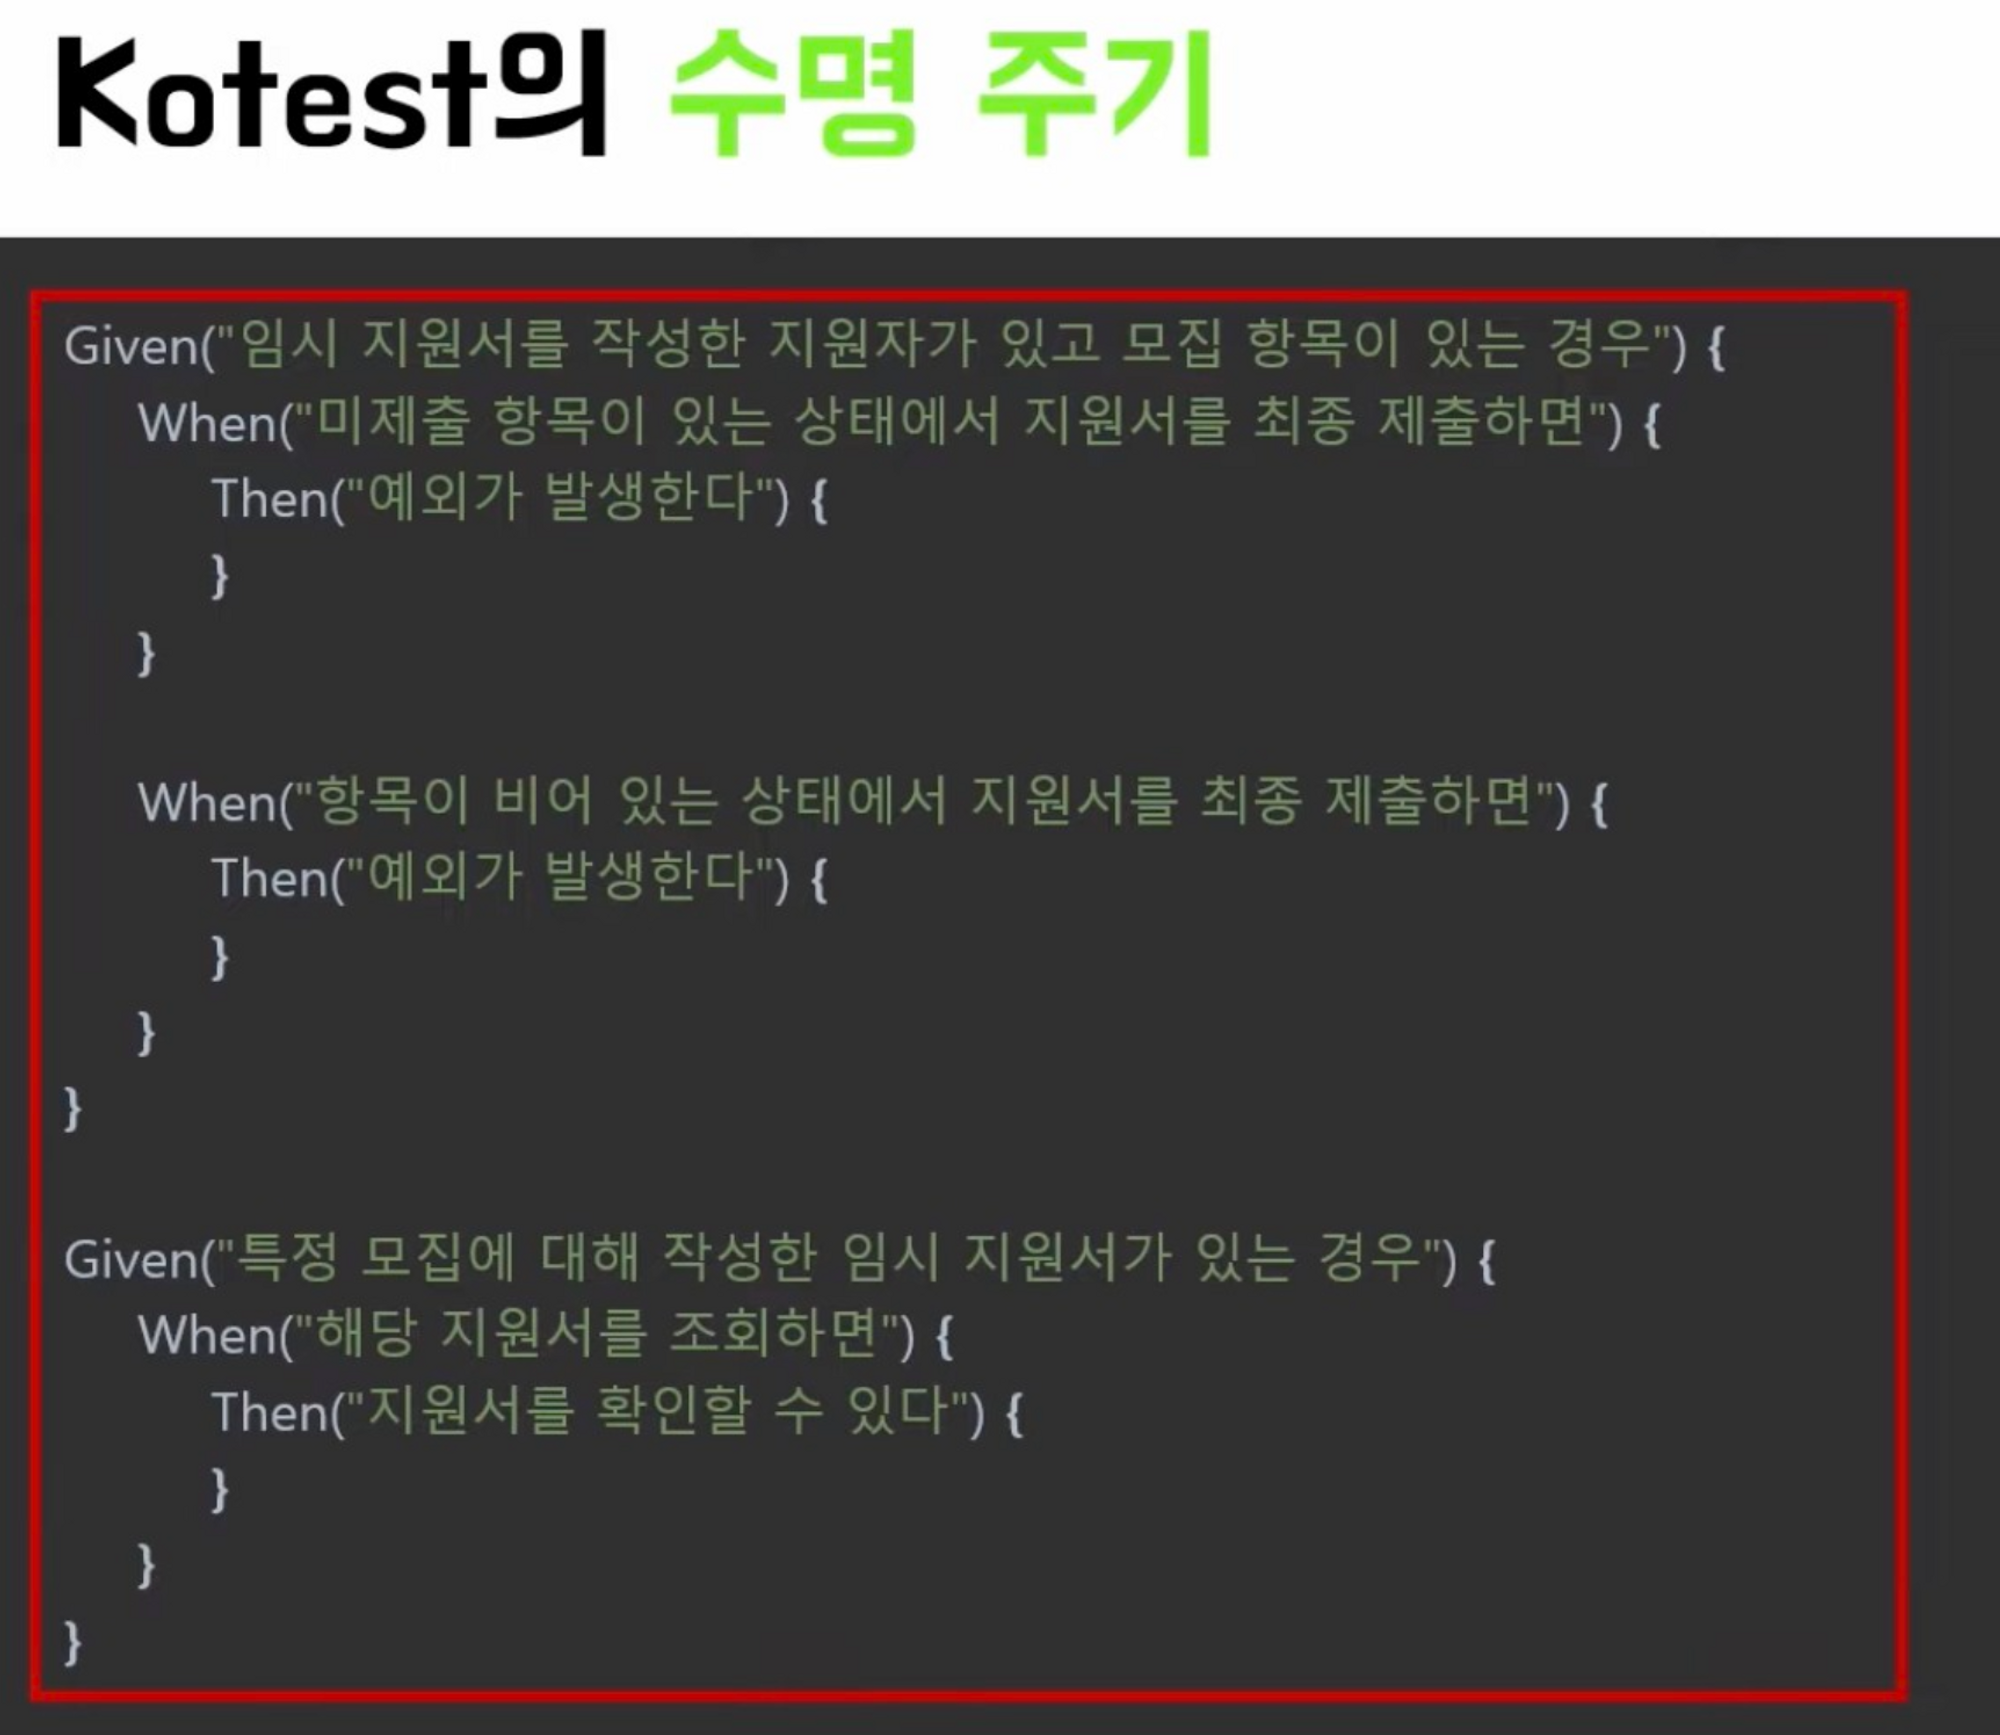 Kotest의 수명 주기
Given("임시 지원서를 작성한 지원자가 있고 모집 항목이 있는 경우") {
When("미제출 항목이 있는 상태에서 지원서를 최종 제출하면") {
Then("예외가 발생한다") {
}
}
When("항목이 비어 있는 상태에서 지원서를 최종 제출하면") {
Then("예외가 발생한다") {
}
}
}
Given("특정 모집에 대해 작성한 임시 지원서가 있는 경우") {
When("해당 지원서를 조회하면") {
Then("지원서를 확인할 수 있다") {
}
}
}